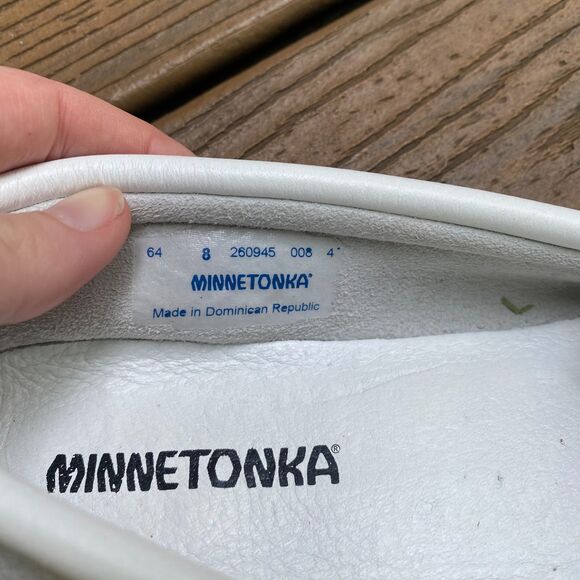 64 8 260945 008 4
MINNETONKA
Made in Dominican Republic
MINNETONKA®